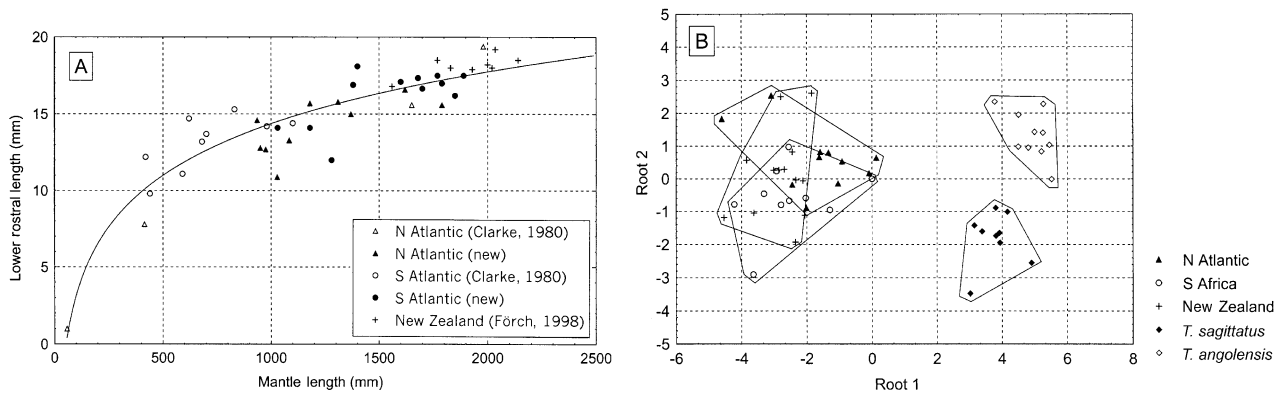 A
20
15
10
5
0
Lower rostral length (mm)
△ N Atlantic (Clarke, 1980)
▲ N Atlantic (new)
○ S Atlantic (Clarke, 1980)
● S Atlantic (new)
+ New Zealand (Förch, 1998)
0 500 1000 1500 2000 2500
Mantle length (mm)
B
5
4
3
2
1
0
-1
-2
-3
-4
-5
Root 2
-6 -4 -2 0 2 4 6 8
Root 1
▲ N Atlantic
○ S Africa
+ New Zealand
◆ T. sagittatus
◇ T. angolensis